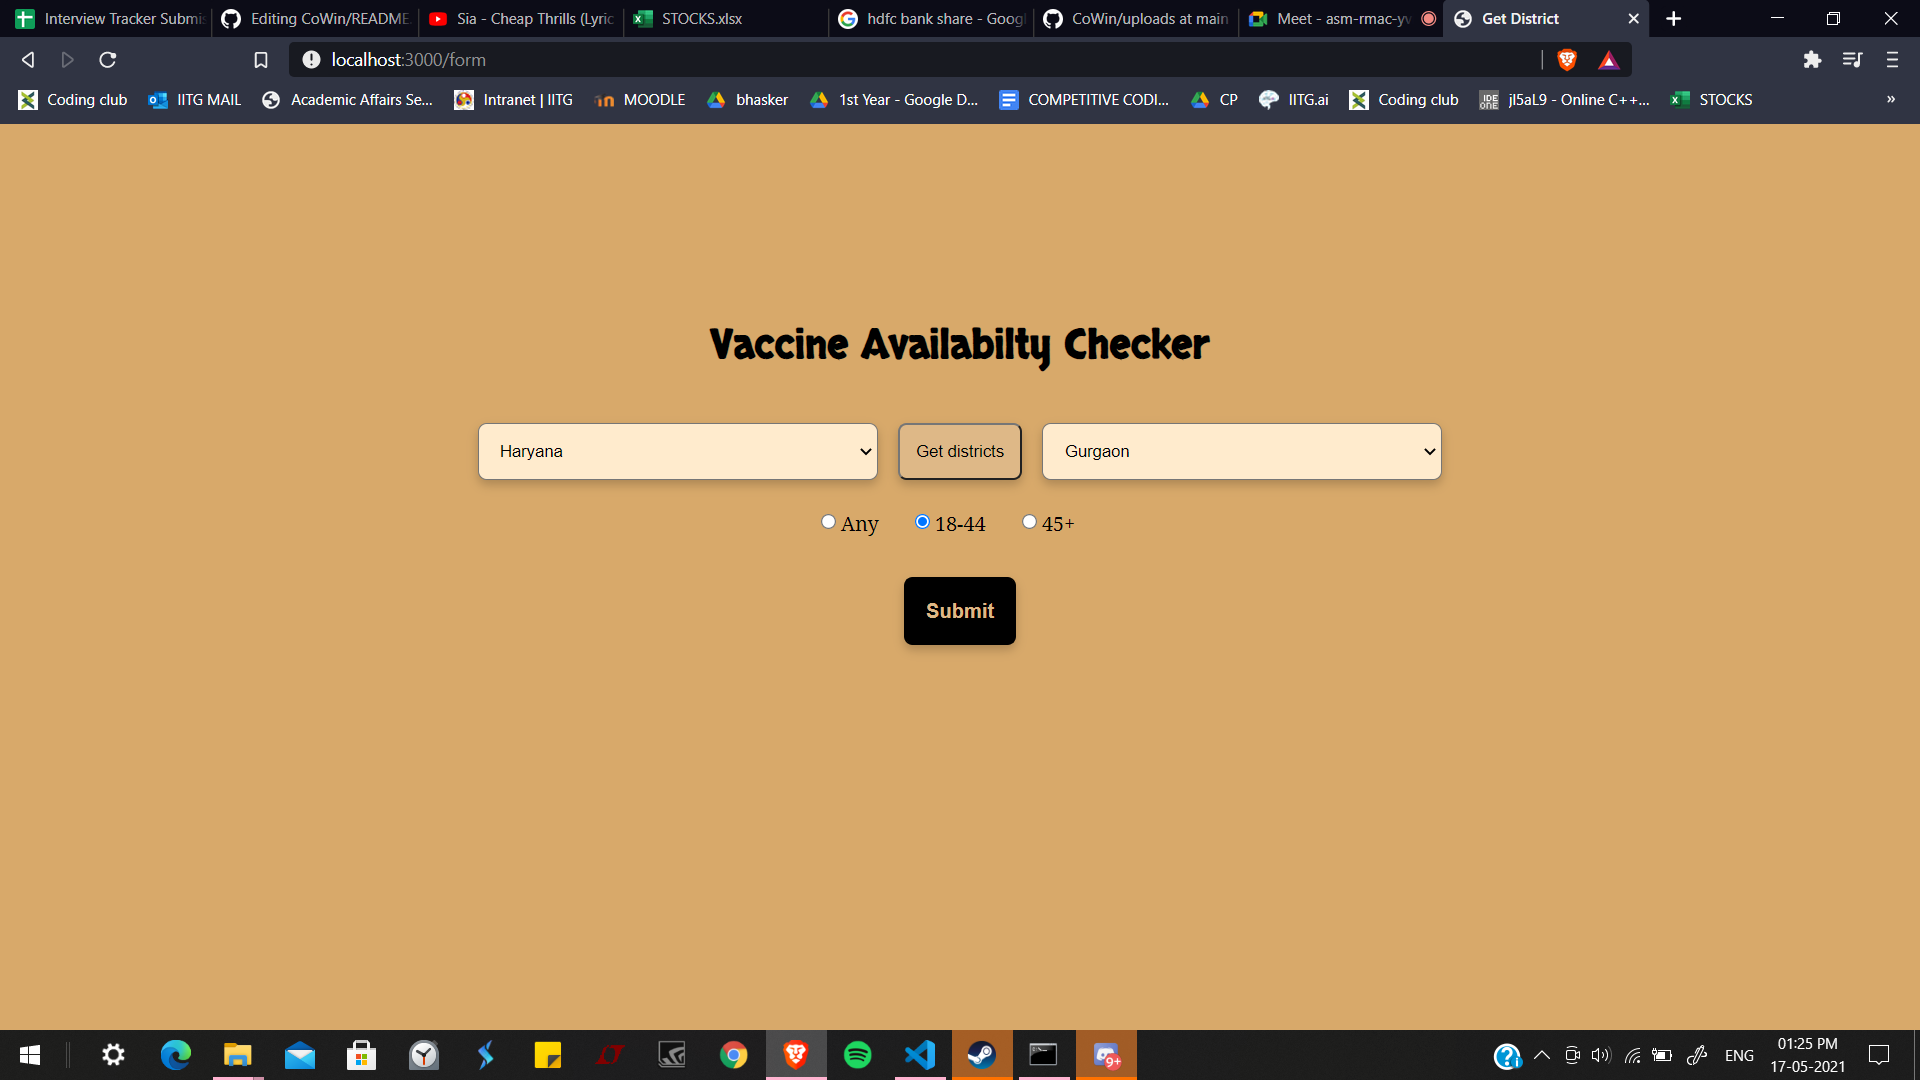 Interview Tracker Submis
Editing CoWin/README.
Sia - Cheap Thrills (Lyric
STOCKS.xlsx
hdfc bank share - Googl
CoWin/uploads at main
Meet - asm-rmac-yv
Get District
localhost:3000/form
Coding club
IITG MAIL
Academic Affairs Se...
Intranet | IITG
MOODLE
bhasker
1st Year - Google D...
COMPETITIVE CODI...
CP
IITG.ai
Coding club
jI5aL9 - Online C++...
STOCKS
»
Vaccine Availabilty Checker
Haryana
Get districts
Gurgaon
Any
18-44
45+
Submit
9+
ENG
01:25 PM
17-05-2021